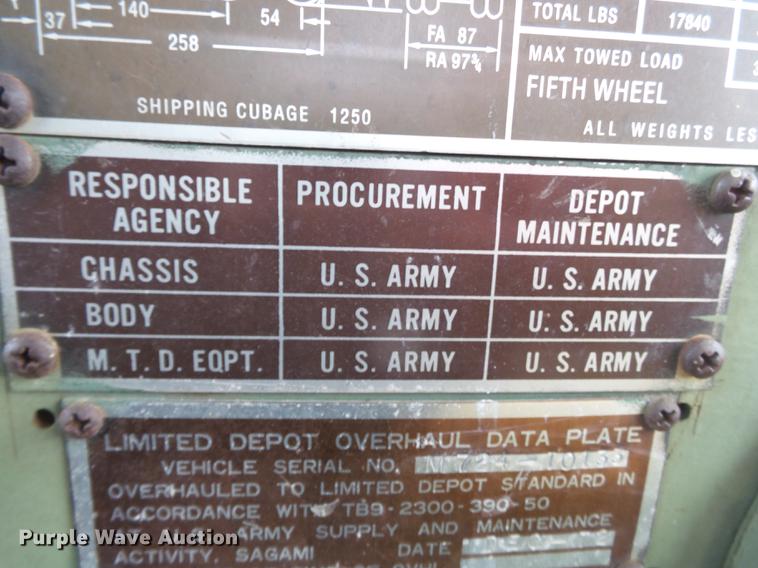 37 140 54
258
FA 87
RA 97¾
SHIPPING CUBAGE 1250
TOTAL LBS 17840
MAX TOWED LOAD
FIFTH WHEEL
ALL WEIGHTS LES
RESPONSIBLE AGENCY PROCUREMENT DEPOT MAINTENANCE
CHASSIS U. S. ARMY U. S. ARMY
BODY U. S. ARMY U. S. ARMY
M. T. D. EQPT. U. S. ARMY U. S. ARMY
LIMITED DEPOT OVERHAUL DATA PLATE
VEHICLE SERIAL NO.
OVERHAULED TO LIMITED DEPOT STANDARD IN
ACCORDANCE WITH TB9-2300-390-50
ARMY SUPPLY AND MAINTENANCE
ACTIVITY, SAGAMI DATE
Purple Wave Auction